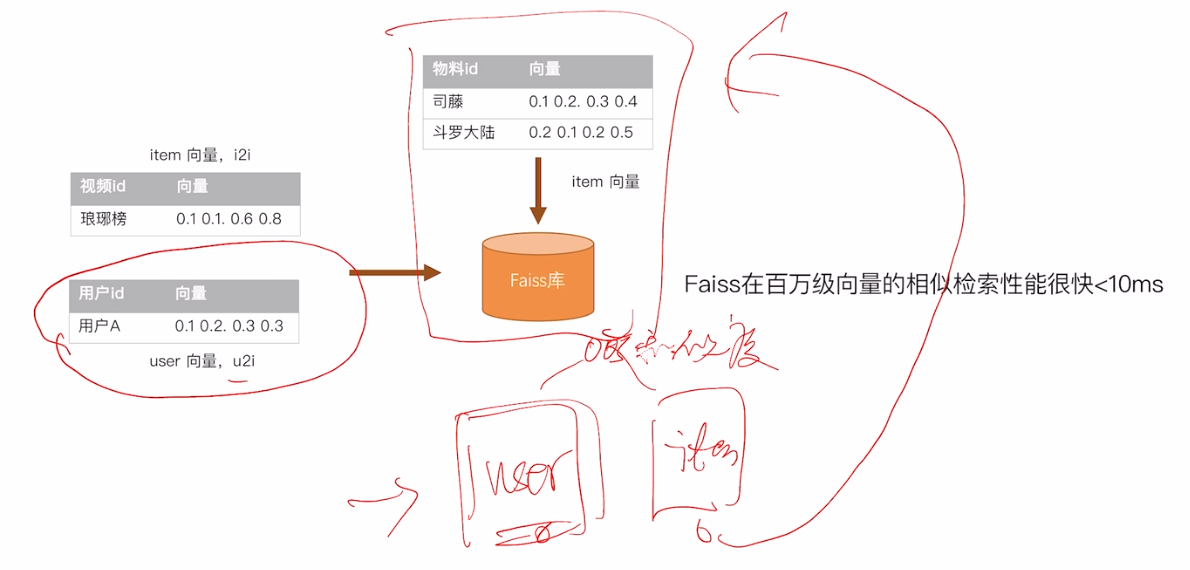 物料id 向量
司藤 0.1 0.2. 0.3 0.4
斗罗大陆 0.2 0.1 0.2 0.5
item 向量
item 向量，i2i
视频id 向量
琅琊榜 0.1 0.1. 0.6 0.8
Faiss库
用户id 向量
用户A 0.1 0.2. 0.3 0.3
user 向量，u2i
Faiss在百万级向量的相似检索性能很快<10ms
相似度
user
item